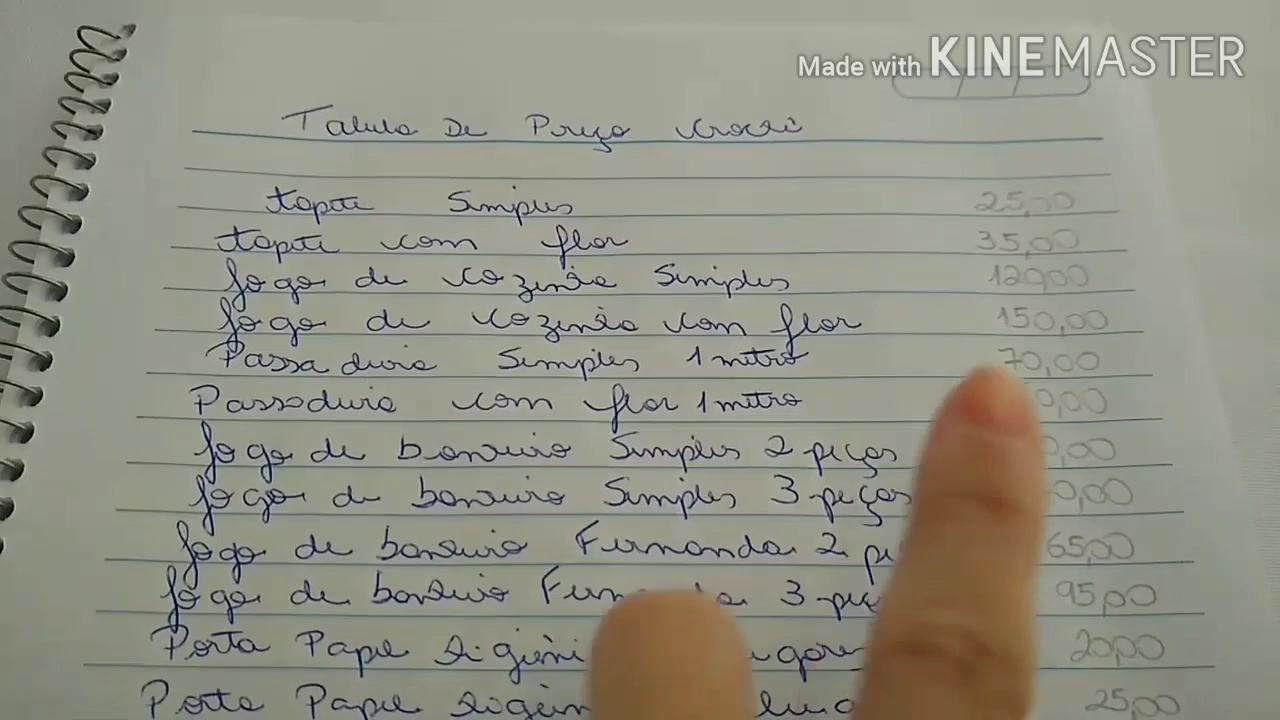 Made with KINEMASTER
Tabela De Preço Crochê
tapete Simples 25,00
tapete com flor 35,00
Jogo de cozinha Simples 120,00
Jogo de cozinha com flor 150,00
Passadeira Simples 1 metro 70,00
Passadeira com flor 1 metro
Jogo de banheiro Simples 2 peças
Jogo de banheiro Simples 3 peças
Jogo de banheiro Fernanda 2 65,00
Jogo de banheiro 3 95,00
Porta Papel 20,00
Porta Papel 25,00